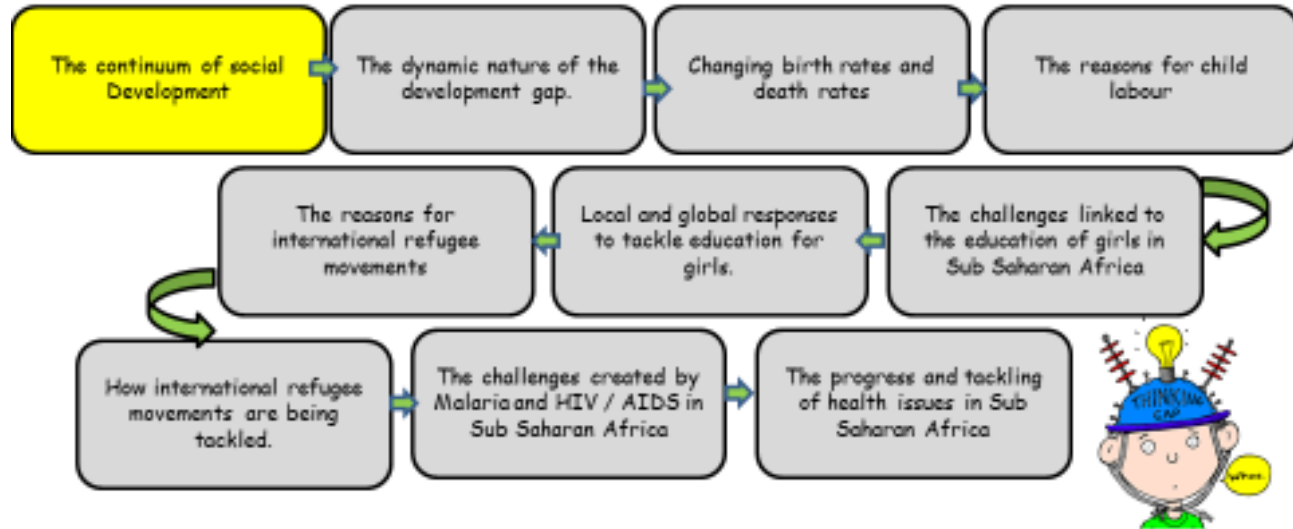 The continuum of social
Development
The dynamic nature of the
development gap.
Changing birth rates and
death rates
The reasons for child
labour
The challenges linked to
the education of girls in
Sub Saharan Africa
Local and global responses
to tackle education for
girls.
The reasons for
international refugee
movements
How international refugee
movements are being
tackled.
The challenges created by
Malaria and HIV / AIDS in
Sub Saharan Africa
The progress and tackling
of health issues in Sub
Saharan Africa
THINKING
CAP